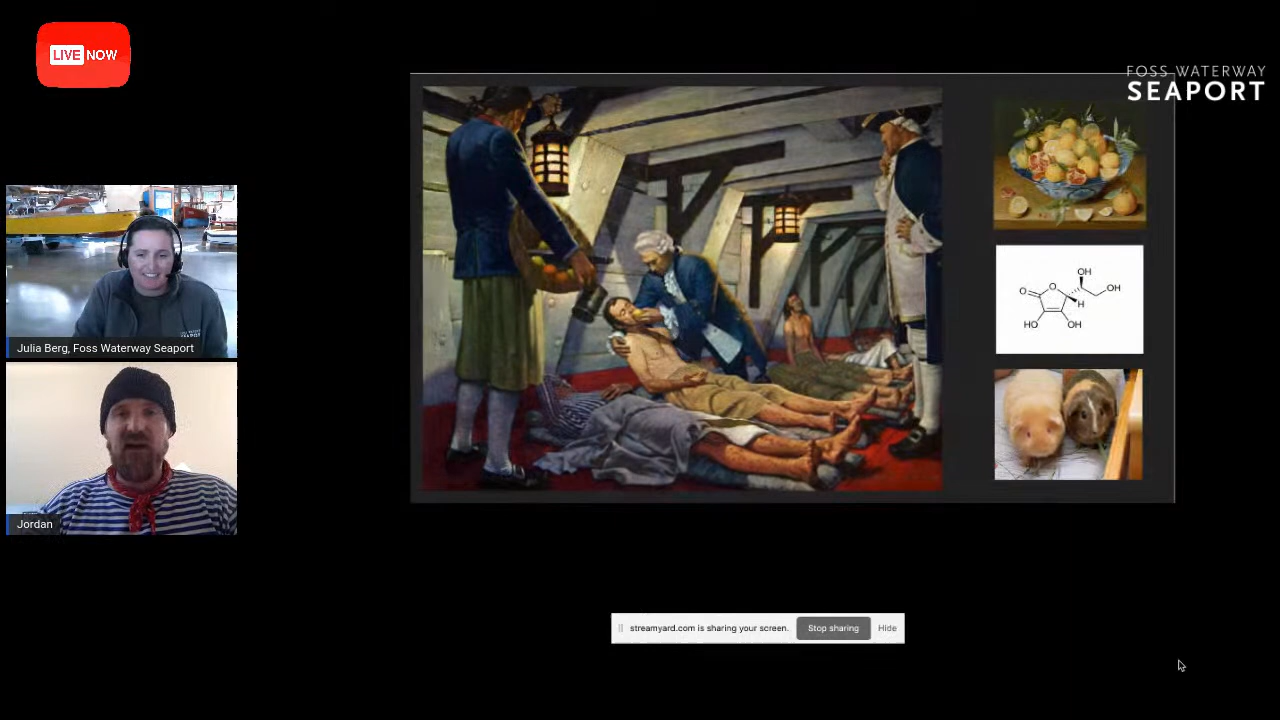 LIVE NOW
FOSS WATERWAY
SEAPORT
Julia Berg, Foss Waterway Seaport
Jordan
OH
O
O
OH
H
HO
OH
streamyard.com is sharing your screen. Stop sharing Hide